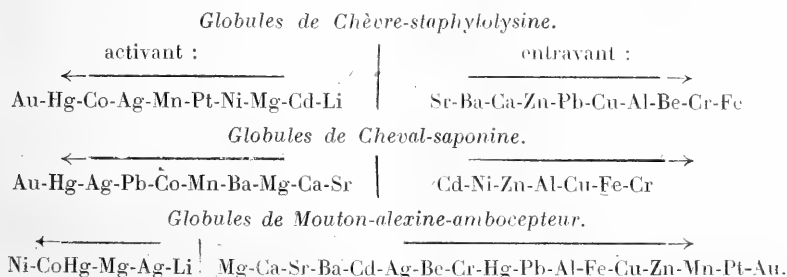 Globules de Chèvre-staphylolysine.
activant : entravant :
Au-Hg-Co-Ag-Mn-Pt-Ni-Mg-Cd-Li Sr-Ba-Ca-Zn-Pb-Cu-Al-Be-Cr-Fe
Globules de Cheval-saponine.
Au-Hg-Ag-Pb-Co-Mn-Ba-Mg-Ca-Sr Cd-Ni-Zn-Al-Cu-Fe-Cr
Globules de Mouton-alexine-ambocepteur.
Ni-CoHg-Mg-Ag-Li Mg-Ca-Sr-Ba-Cd-Ag-Be-Cr-Hg-Pb-Al-Fe-Cu-Zn-Mn-Pt-Au.